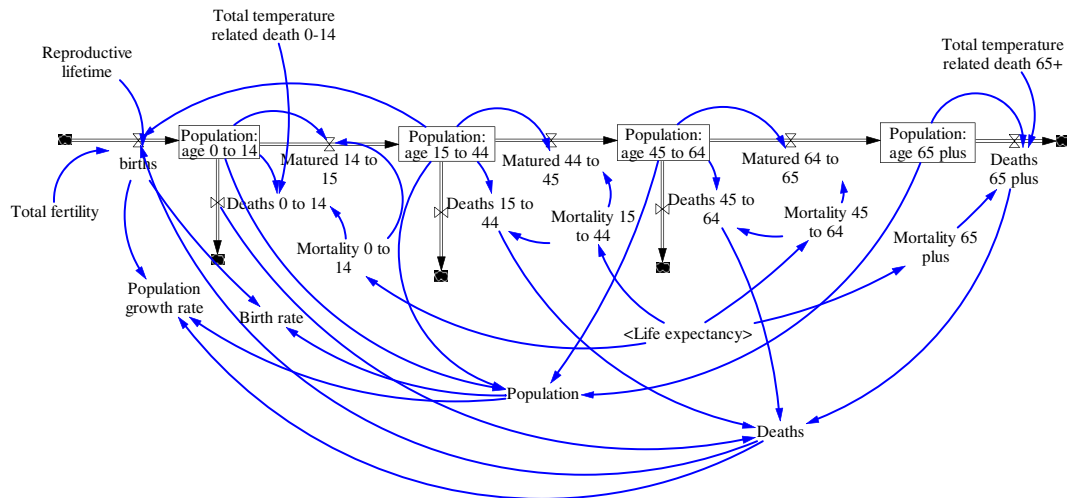 Total temperature
related death 0-14
Reproductive
lifetime
Total temperature
related death 65+
Population:
age 0 to 14
Population:
age 15 to 44
Population:
age 45 to 64
Population:
age 65 plus
births
Matured 14 to
15
Matured 44 to
45
Matured 64 to
65
Deaths
65 plus
Total fertility
Deaths 0 to 14
Deaths 15 to
44
Mortality 15
to 44
Deaths 45 to
64
Mortality 45
to 64
Mortality 0 to
14
Mortality 65
plus
Population
growth rate
Birth rate
<Life expectancy>
Population
Deaths